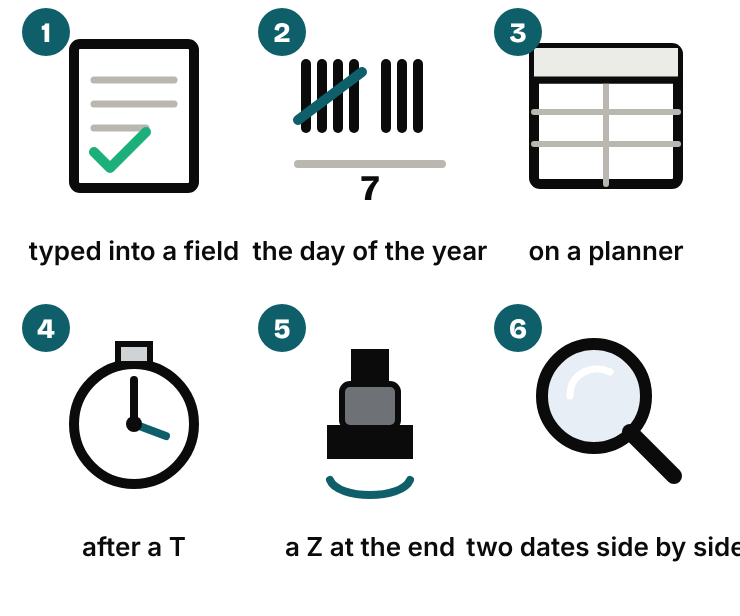 1
2
3
7
typed into a field
the day of the year
on a planner
4
5
6
after a T
a Z at the end
two dates side by side